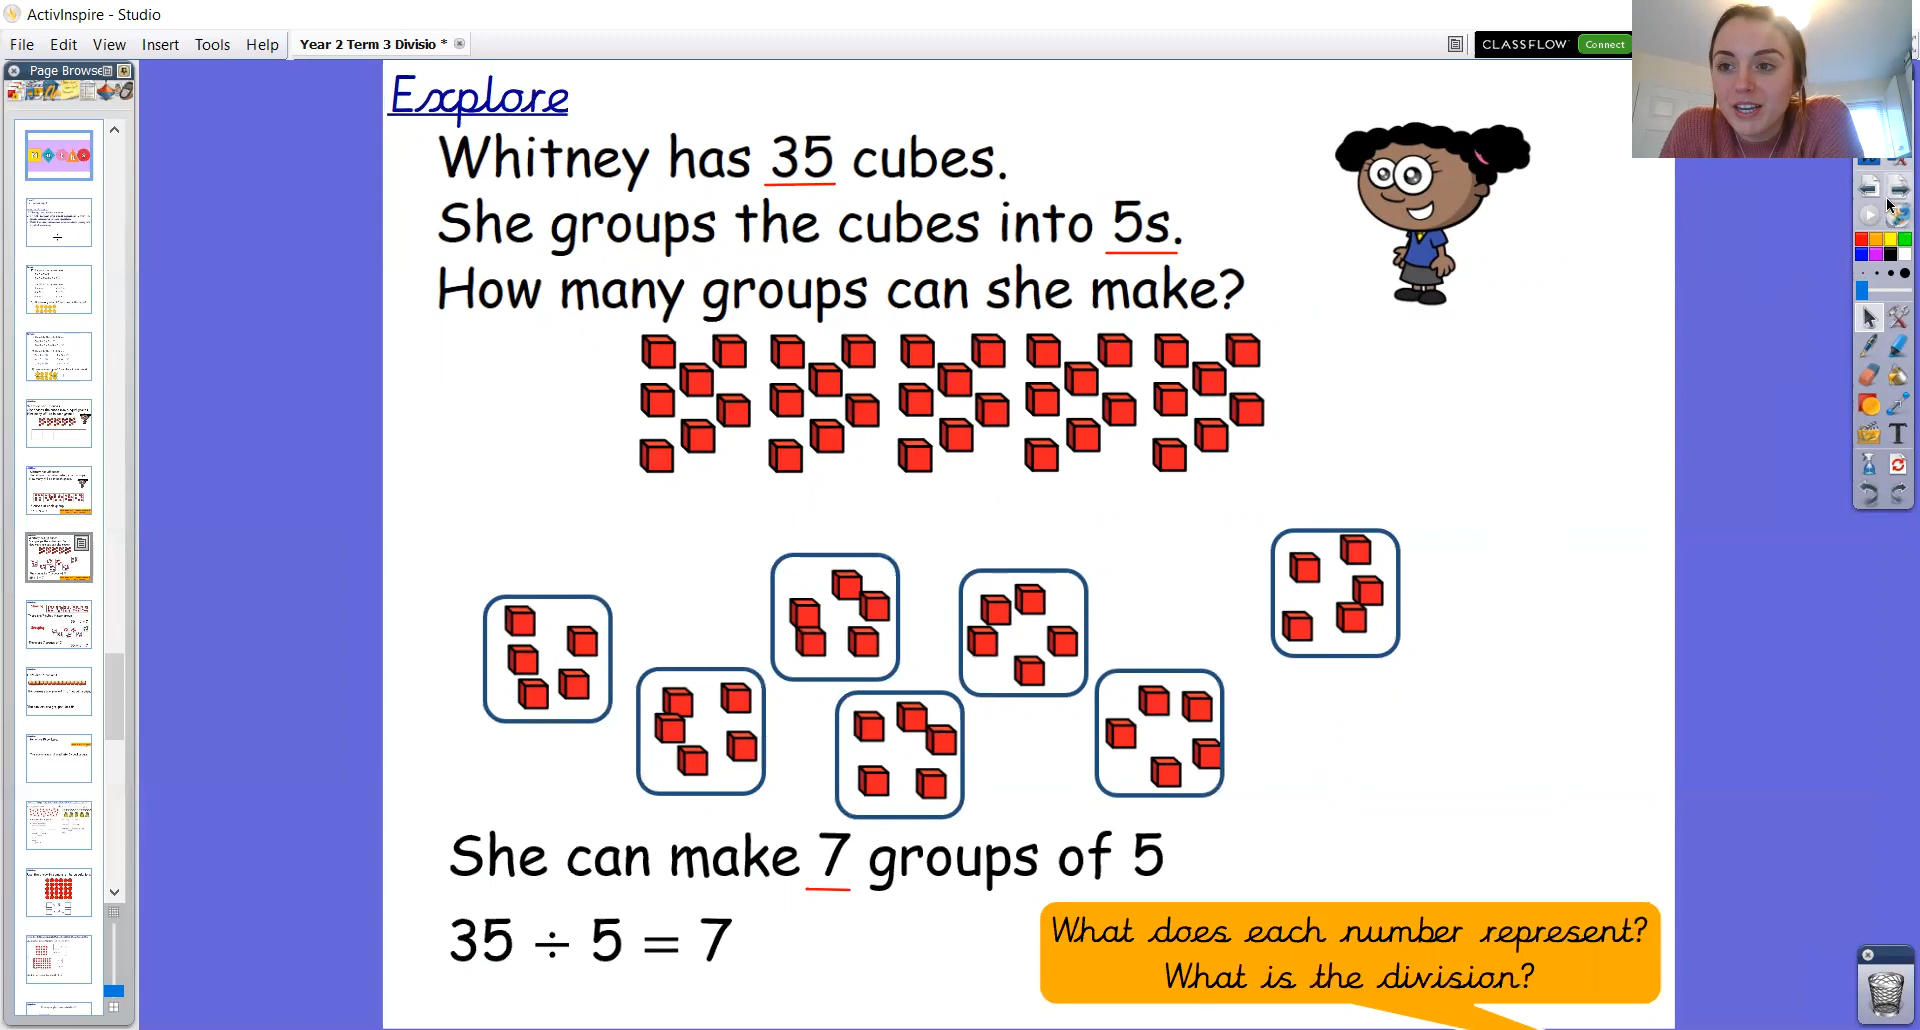 ActivInspire - Studio
File Edit View Insert Tools Help
Year 2 Term 3 Divisio *
CLASSFLOW Connect
Page Browse
Explore
Whitney has 35 cubes.
She groups the cubes into 5s.
How many groups can she make?
She can make 7 groups of 5
35 ÷ 5 = 7
What does each number represent?
What is the division?